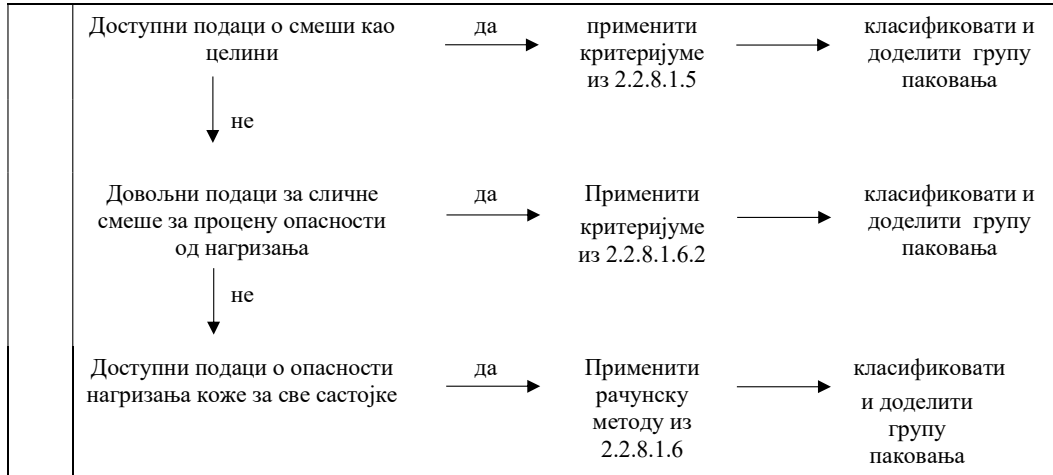 Доступни подаци о смеши као
целини
да
применити
критеријуме
из 2.2.8.1.5
класификовати и
доделити групу
паковања
не
Довољни подаци за сличне
смеше за процену опасности
од нагризања
да
Применити
критеријуме
из 2.2.8.1.6.2
класификовати и
доделити групу
паковања
не
Доступни подаци о опасности
нагризања коже за све састојке
да
Применити
рачунску
методу из
2.2.8.1.6
класификовати
и доделити
групу
паковања